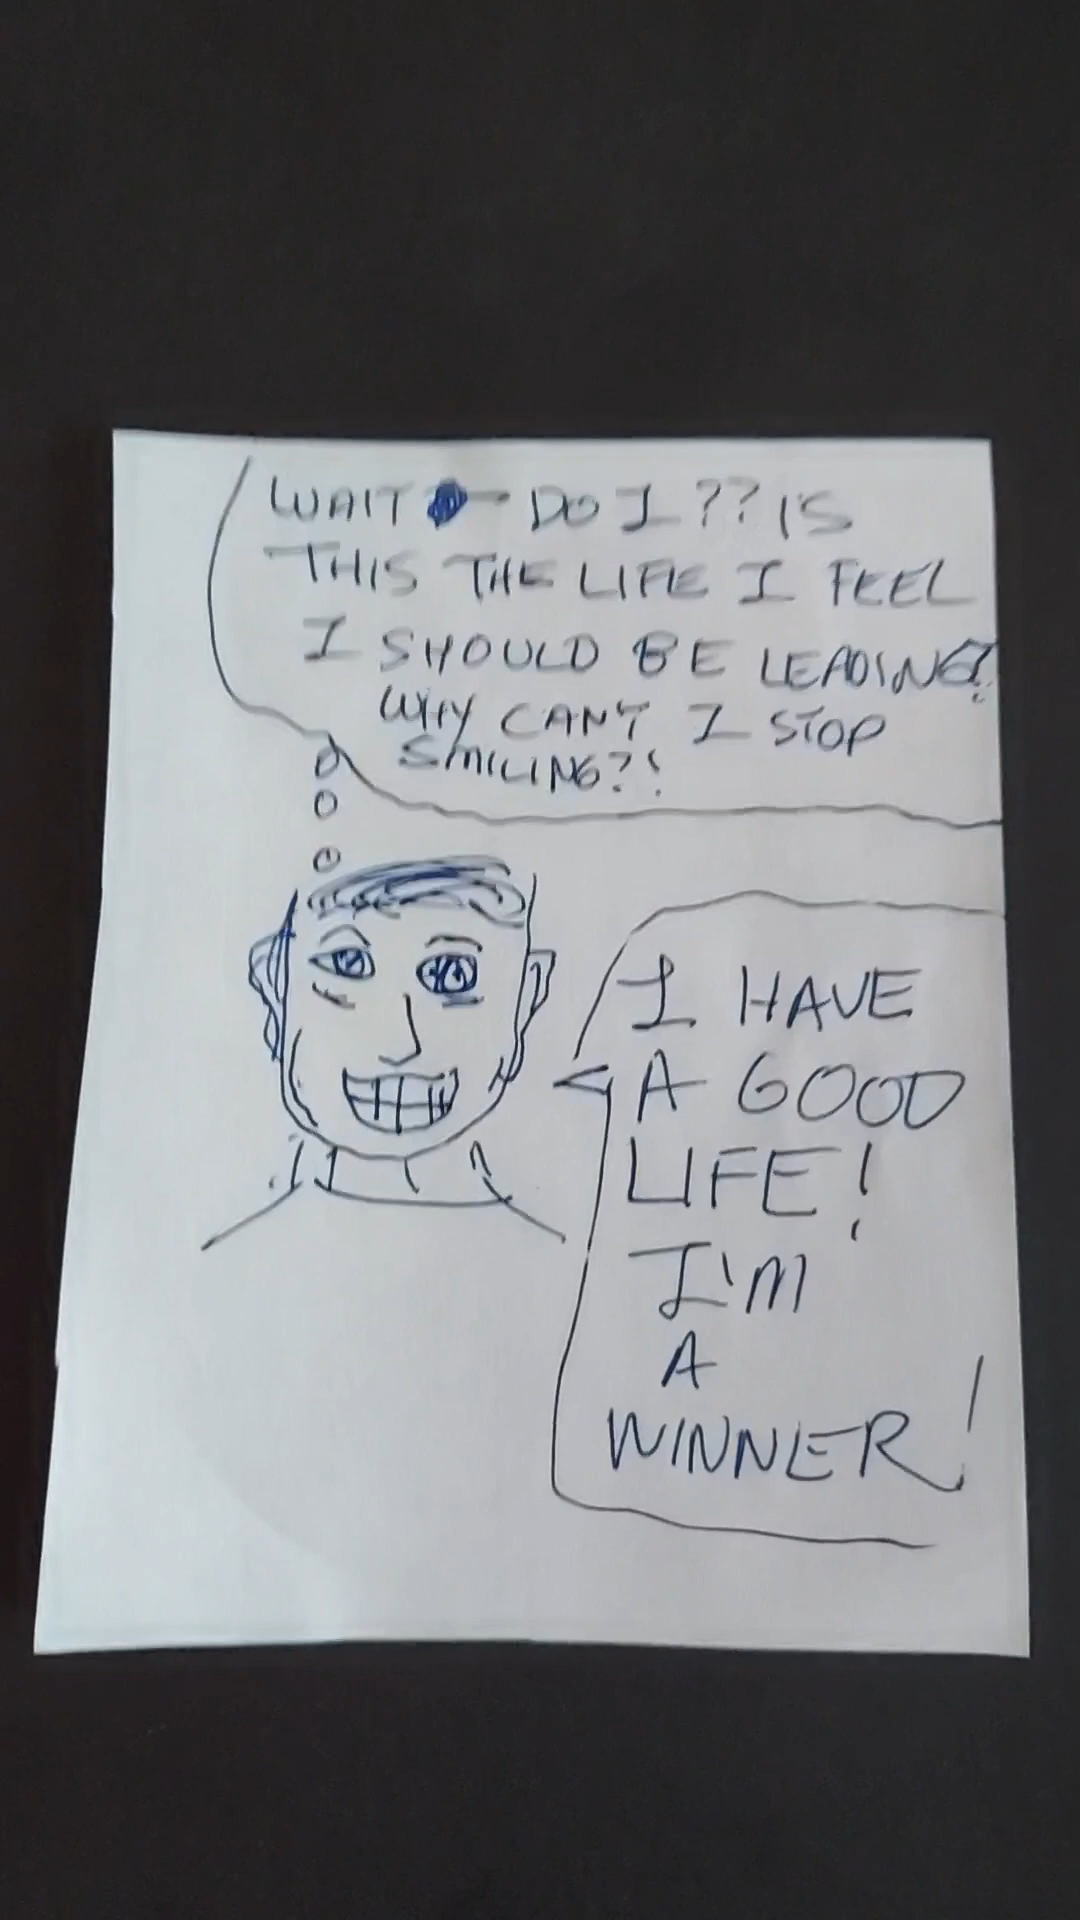 WAIT - DO I ?? IS
THIS THE LIFE I FEEL
I SHOULD BE LEADING?
WHY CAN'T I STOP
SMILING?!
I HAVE
A GOOD
LIFE!
I'M
A
WINNER!